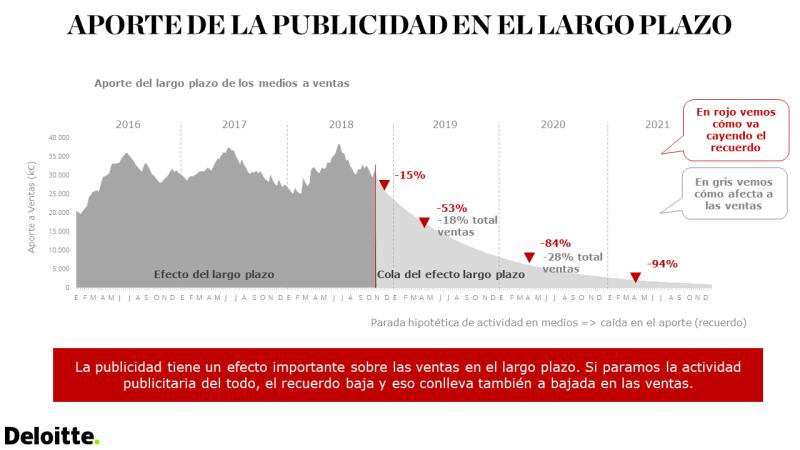 APORTE DE LA PUBLICIDAD EN EL LARGO PLAZO
Aporte del largo plazo de los medios a ventas
2016 2017 2018 2019 2020 2021
En rojo vemos
cómo va
cayendo el
recuerdo
En gris vemos
cómo afecta a
las ventas
Aporte a Ventas (k€)
40.000
35.000
30.000
25.000
20.000
15.000
10.000
5.000
0
-15%
-53%
-18% total
ventas
-84%
-28% total
ventas
-94%
Efecto del largo plazo
Cola del efecto largo plazo
E F M A M J J A S O N D E F M A M J J A S O N D E F M A M J J A S O N D E F M A M J J A S O N D E F M A M J J A S O N D E F M A M J J A S O N D
Parada hipotética de actividad en medios => caída en el aporte (recuerdo)
La publicidad tiene un efecto importante sobre las ventas en el largo plazo. Si paramos la actividad
publicitaria del todo, el recuerdo baja y eso conlleva también a bajada en las ventas.
Deloitte.